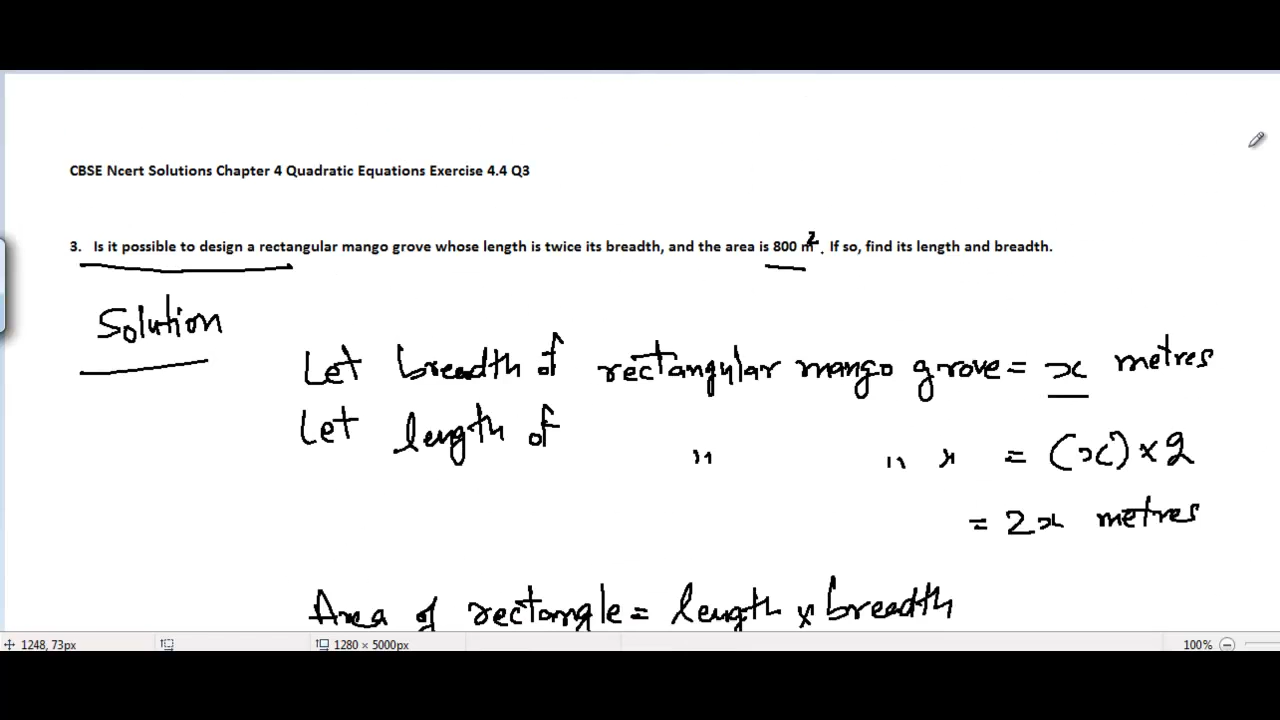 CBSE Ncert Solutions Chapter 4 Quadratic Equations Exercise 4.4 Q3
3. Is it possible to design a rectangular mango grove whose length is twice its breadth, and the area is 800 m². If so, find its length and breadth.
Solution
Let breadth of rectangular mango grove = x metres
Let length of " " " = (x) × 2
= 2x metres
Area of rectangle = length × breadth
1248, 73px 1280 × 5000px 100%